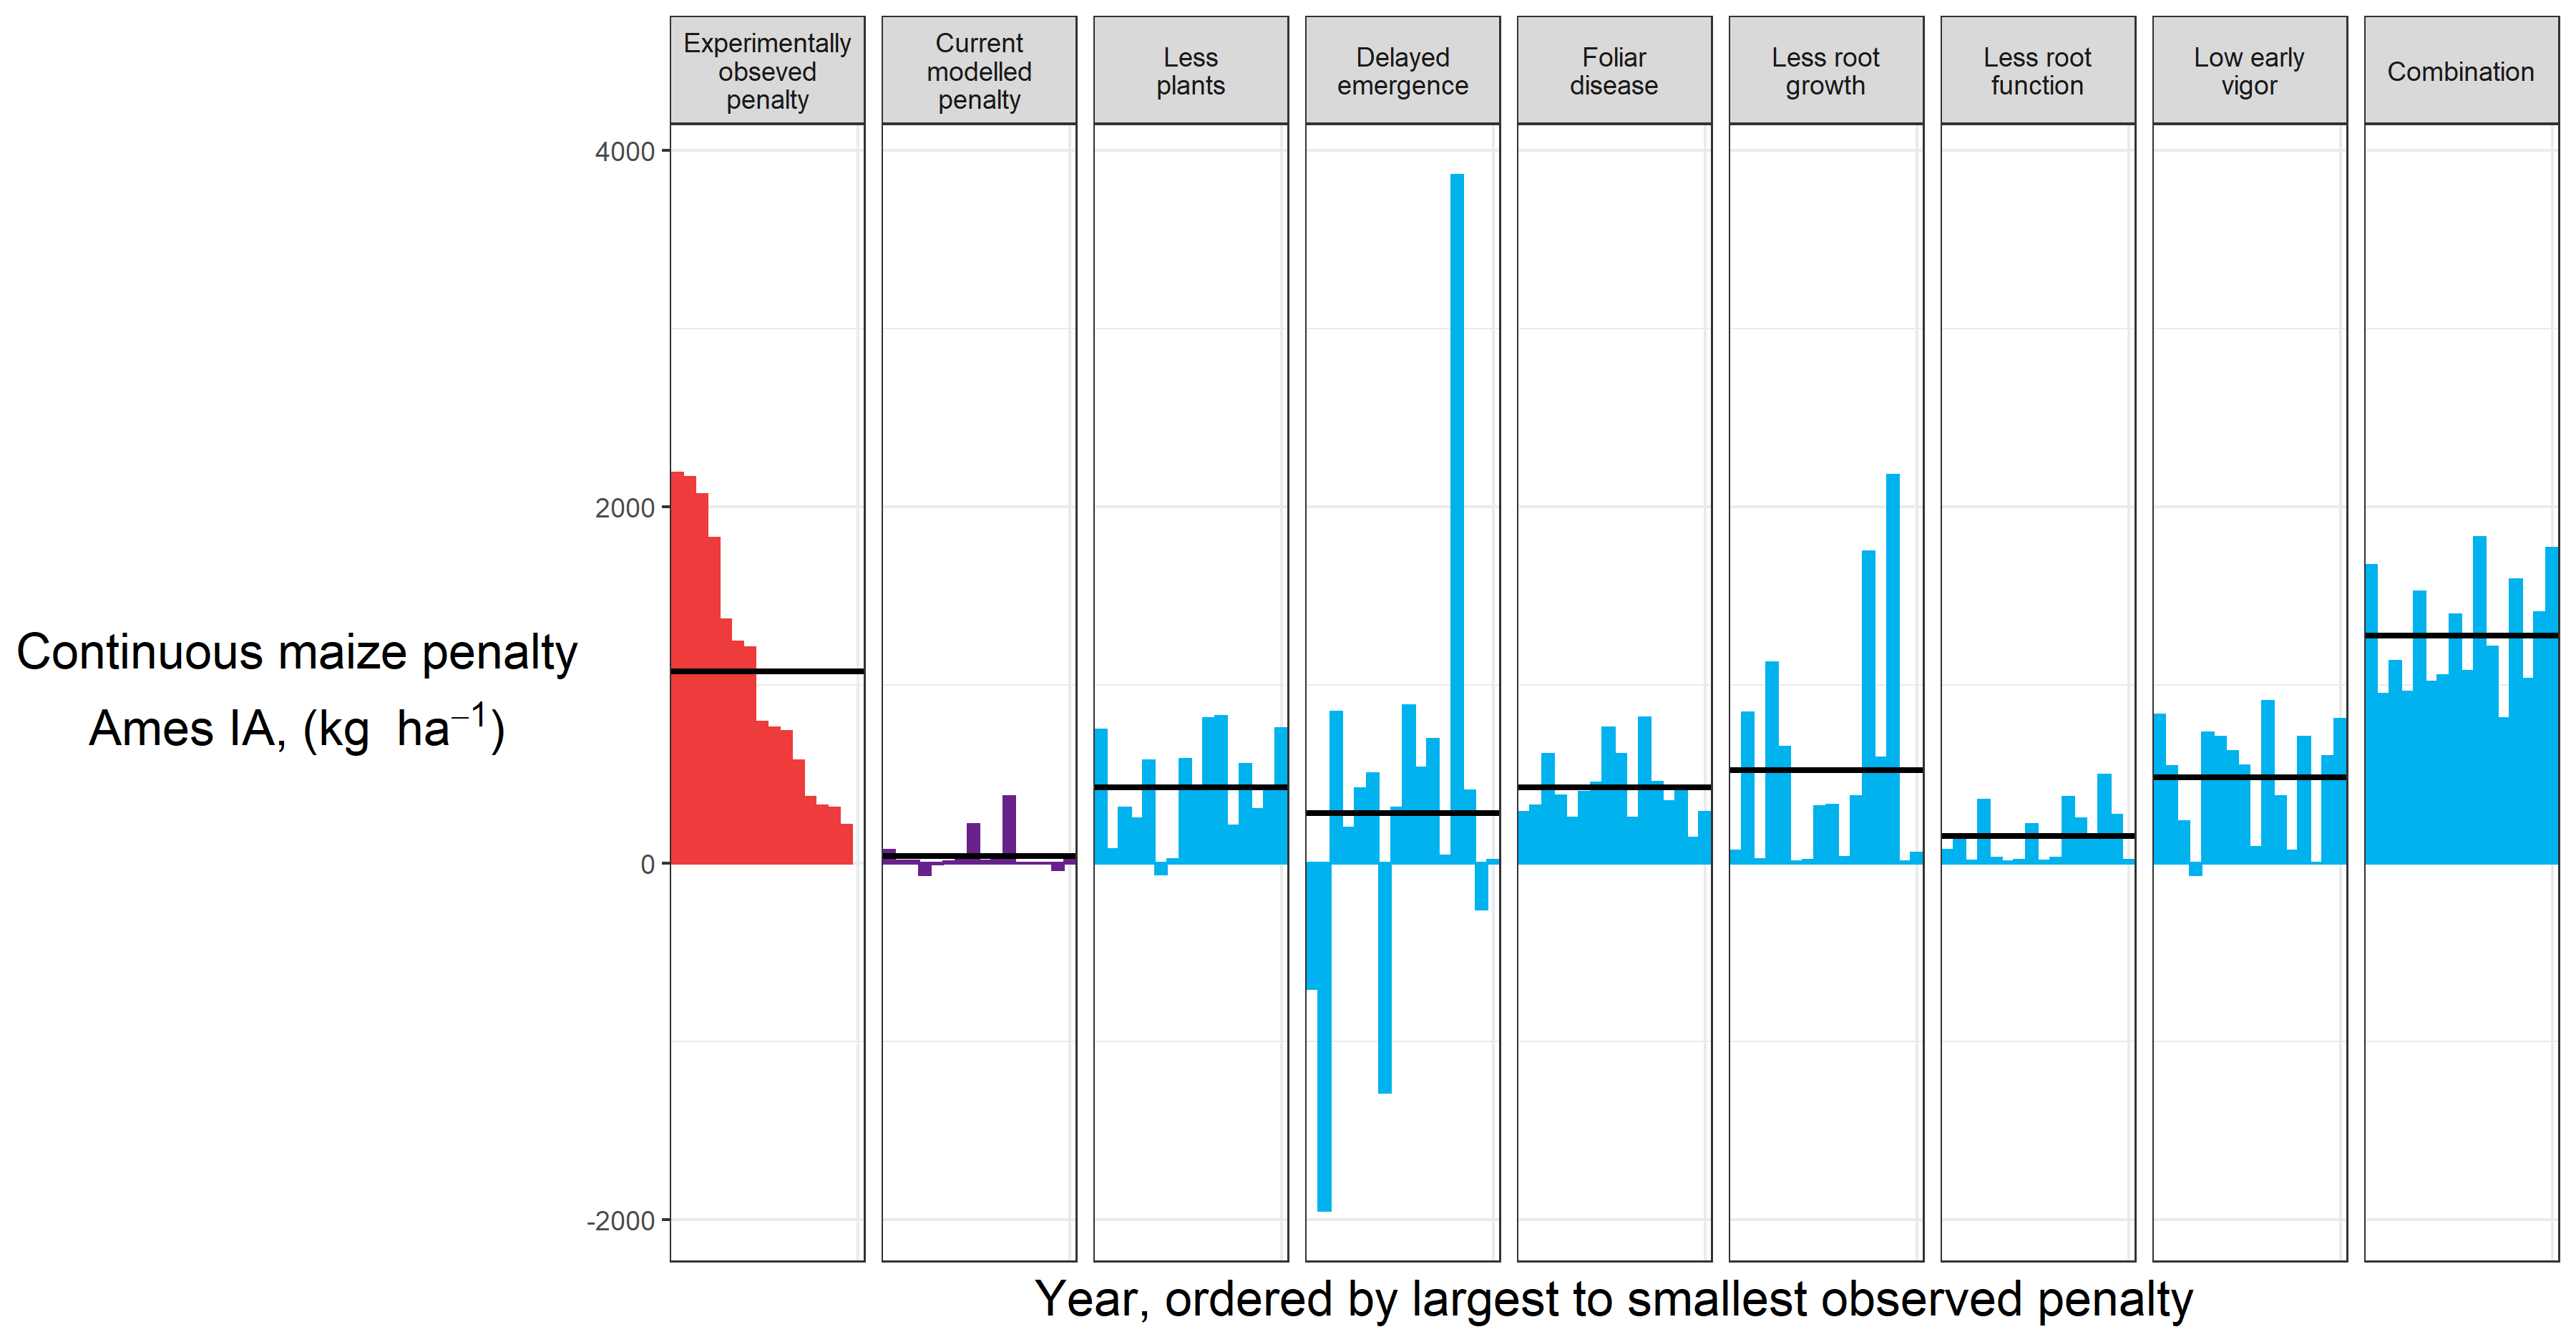 Experimentally
obseved
penalty
Current
modelled
penalty
Less
plants
Delayed
emergence
Foliar
disease
Less root
growth
Less root
function
Low early
vigor
Combination
4000
2000
0
-2000
Continuous maize penalty
Ames IA, (kg ha⁻¹)
Year, ordered by largest to smallest observed penalty